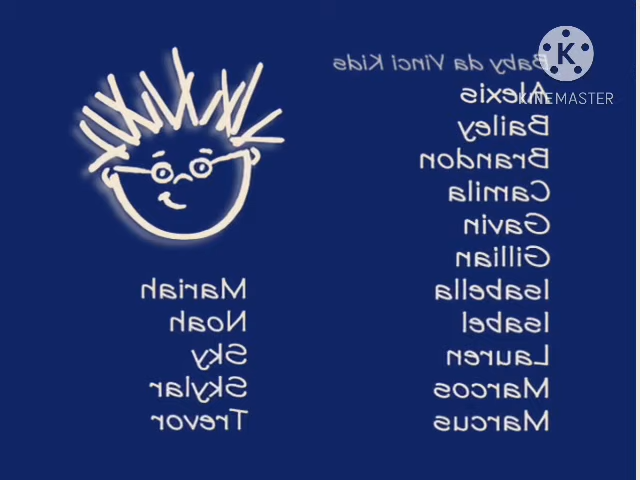 Baby da Vinci Kids
Alexis
Bailey
Brandon
Camila
Gavin
Gillian
Isabella
Isabel
Lauren
Marcos
Marcus
Mariah
Noah
Sky
Skylar
Trevor
K
KINEMASTER